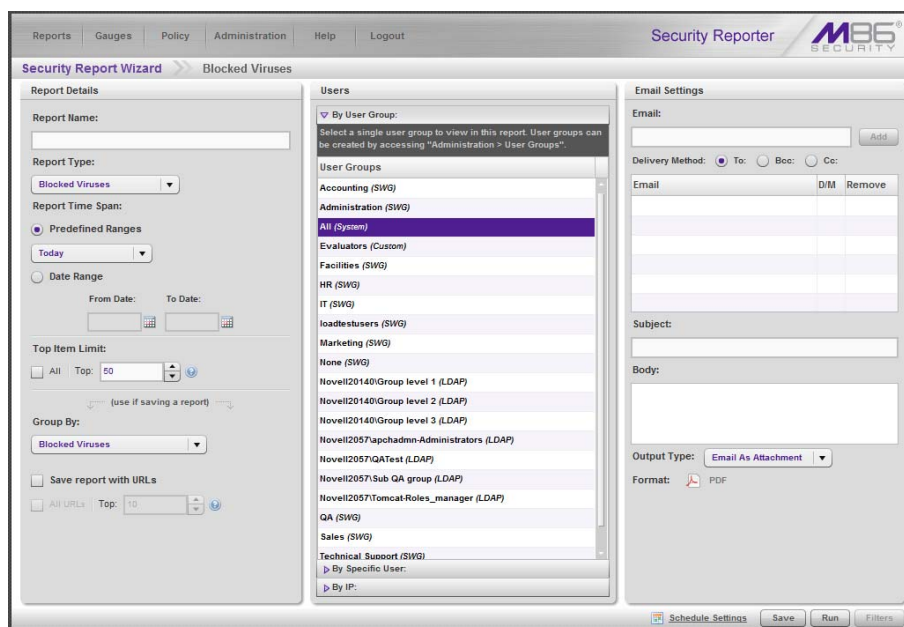 Reports Gauges Policy Administration Help Logout
Security Reporter
M86®
SECURITY
Security Report Wizard Blocked Viruses
Report Details
Report Name:
Report Type:
Blocked Viruses
Report Time Span:
Predefined Ranges
Today
Date Range
From Date: To Date:
Top Item Limit:
All Top: 50
(use if saving a report)
Group By:
Blocked Viruses
Save report with URLs
All URLs Top: 10
Users
By User Group:
Select a single user group to view in this report. User groups can
be created by accessing "Administration > User Groups".
User Groups
Accounting (SWG)
Administration (SWG)
All (System)
Evaluators (Custom)
Facilities (SWG)
HR (SWG)
IT (SWG)
loadtestusers (SWG)
Marketing (SWG)
None (SWG)
Novell20140\Group level 1 (LDAP)
Novell20140\Group level 2 (LDAP)
Novell20140\Group level 3 (LDAP)
Novell2057\apchadmn-Administrators (LDAP)
Novell2057\QATest (LDAP)
Novell2057\Sub QA group (LDAP)
Novell2057\Tomcat-Roles_manager (LDAP)
QA (SWG)
Sales (SWG)
Technical Support (SWG)
By Specific User:
By IP:
Email Settings
Email:
Add
Delivery Method: To: Bcc: Cc:
Email D/M Remove
Subject:
Body:
Output Type: Email As Attachment
Format: PDF
Schedule Settings Save Run Filters